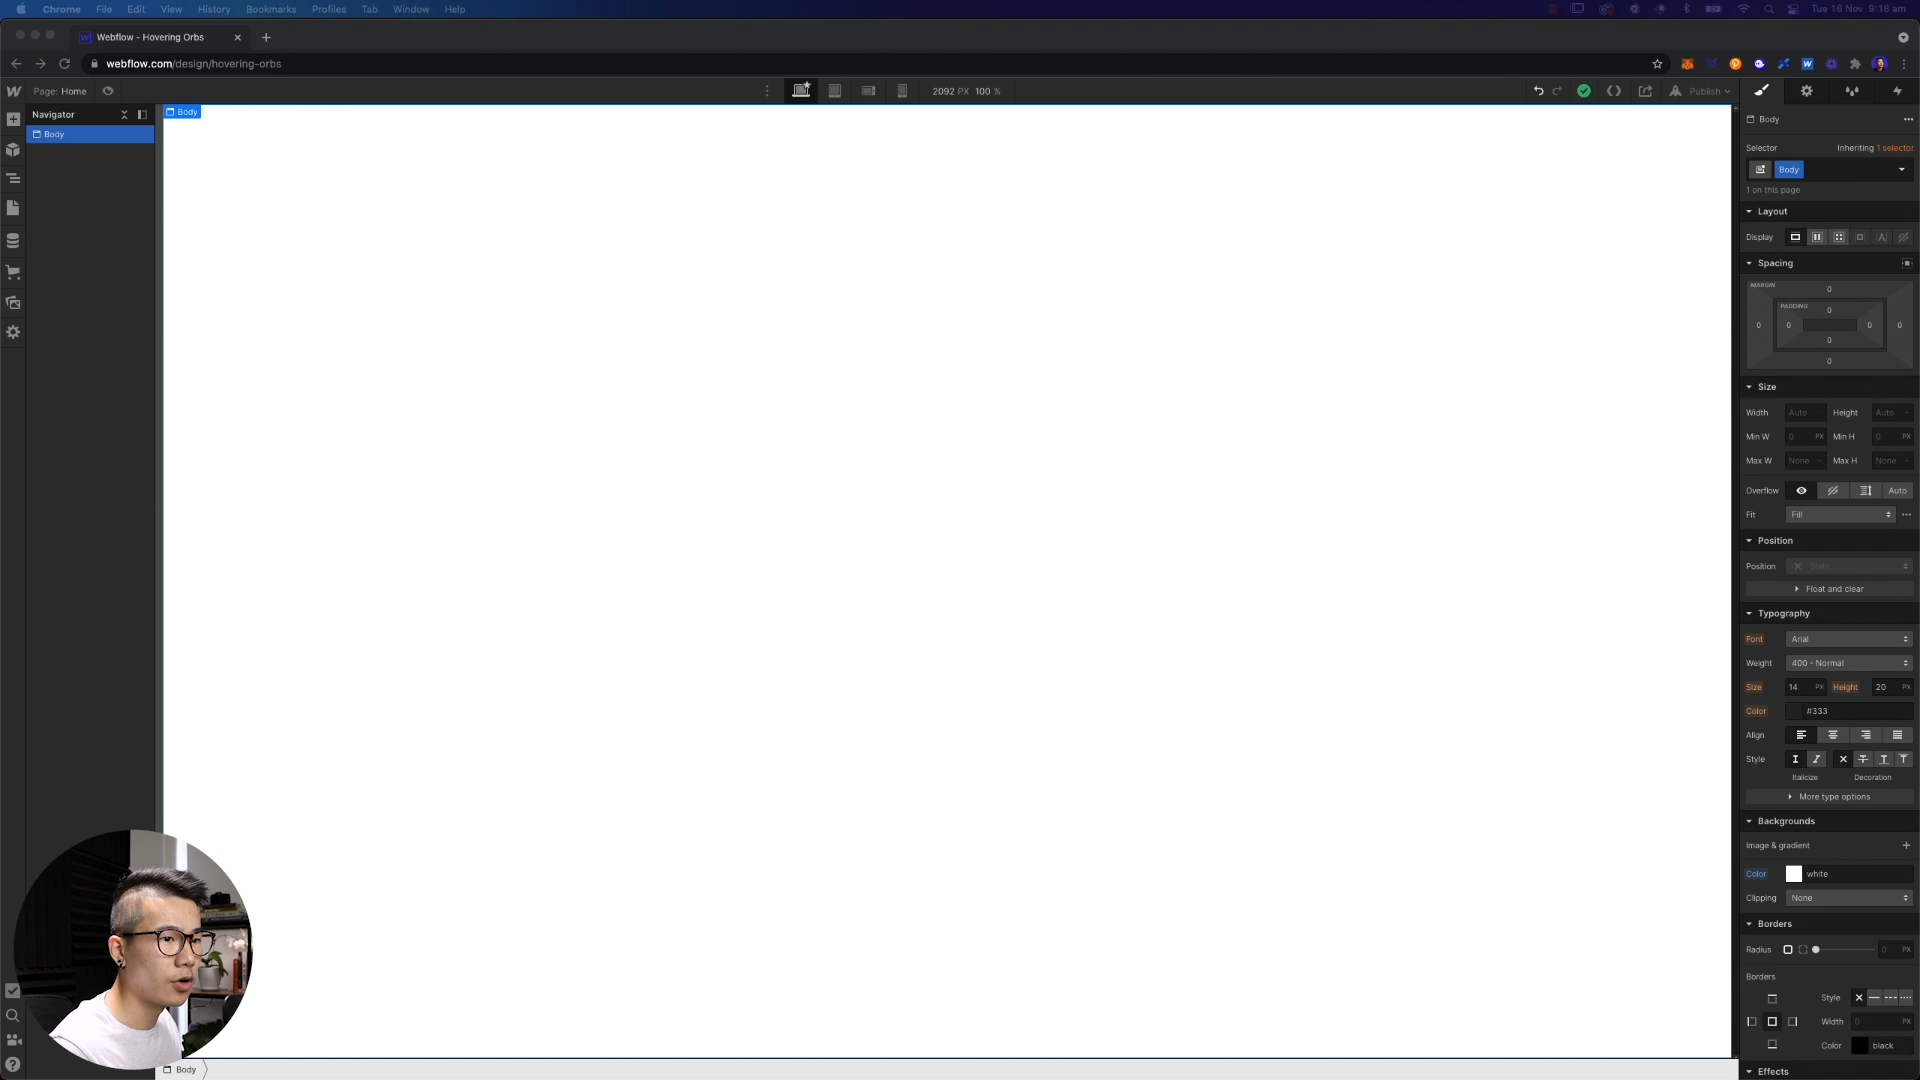 Chrome File Edit View History Bookmarks Profiles Tab Window Help Tue 16 Nov 9:18 am
Webflow - Hovering Orbs
webflow.com/design/hovering-orbs
Page: Home 2092 PX 100 % Publish
Navigator
Body
Body
Body
Selector Inheriting 1 selector
Body
1 on this page
Layout
Display
Spacing
MARGIN
0
PADDING
0
0 0 0 0
0
0
Size
Width Auto - Height Auto -
Min W 0 PX Min H 0 PX
Max W None - Max H None -
Overflow Auto
Fit Fill
Position
Position Static
Float and clear
Typography
Font Arial
Weight 400 - Normal
Size 14 PX Height 20 PX
Color #333
Align
Style
Italicize Decoration
More type options
Backgrounds
Image & gradient
Color white
Clipping None
Borders
Radius 0 PX
Borders
Style
Width 0 PX
Color black
Effects
Body